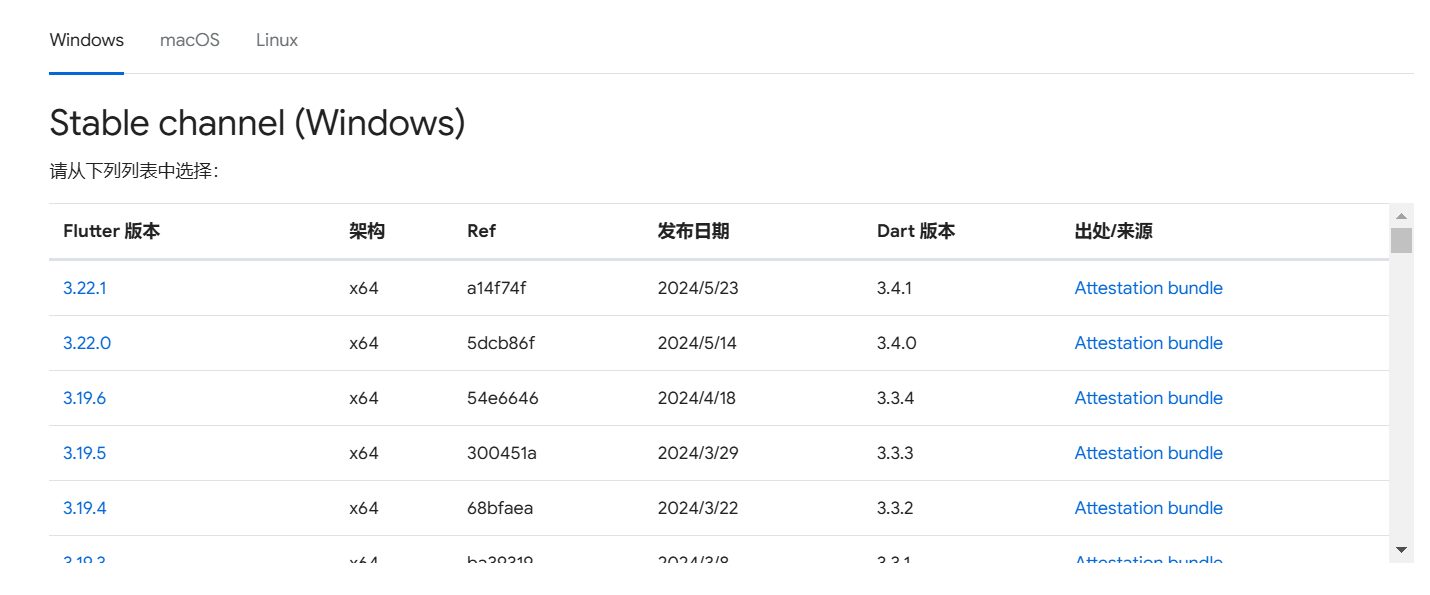 Windows macOS Linux
Stable channel (Windows)
请从下列列表中选择：
Flutter 版本 架构 Ref 发布日期 Dart 版本 出处/来源
3.22.1 x64 a14f74f 2024/5/23 3.4.1 Attestation bundle
3.22.0 x64 5dcb86f 2024/5/14 3.4.0 Attestation bundle
3.19.6 x64 54e6646 2024/4/18 3.3.4 Attestation bundle
3.19.5 x64 300451a 2024/3/29 3.3.3 Attestation bundle
3.19.4 x64 68bfaea 2024/3/22 3.3.2 Attestation bundle
3.19.3 x64 ba39319 2024/3/8 3.3.1 Attestation bundle